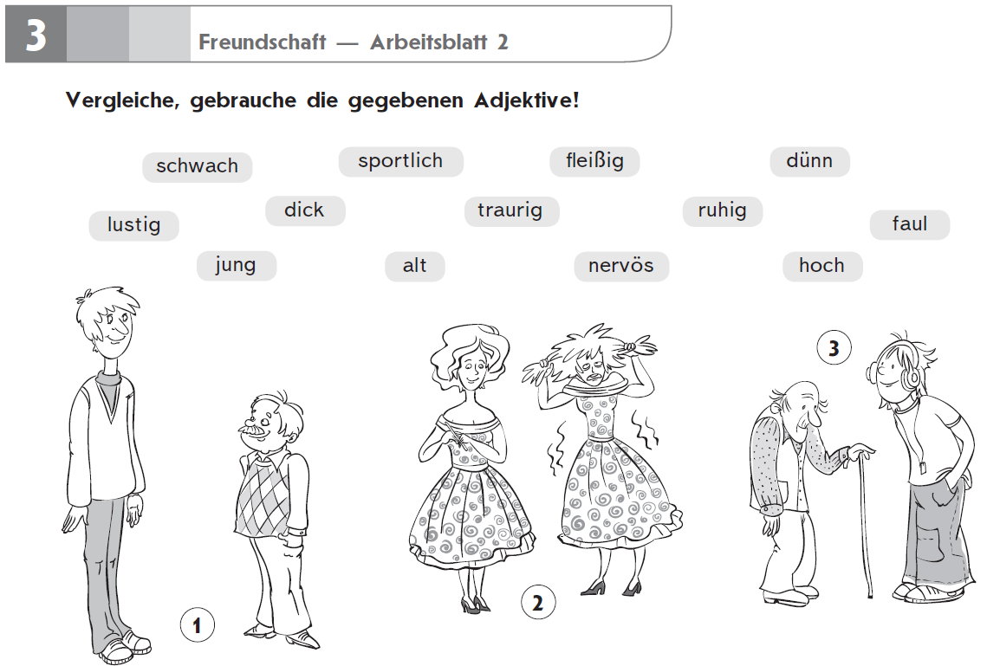 3 Freundschaft — Arbeitsblatt 2
Vergleiche, gebrauche die gegebenen Adjektive!
schwach sportlich fleißig dünn
lustig dick traurig ruhig faul
jung alt nervös hoch
3
2
1